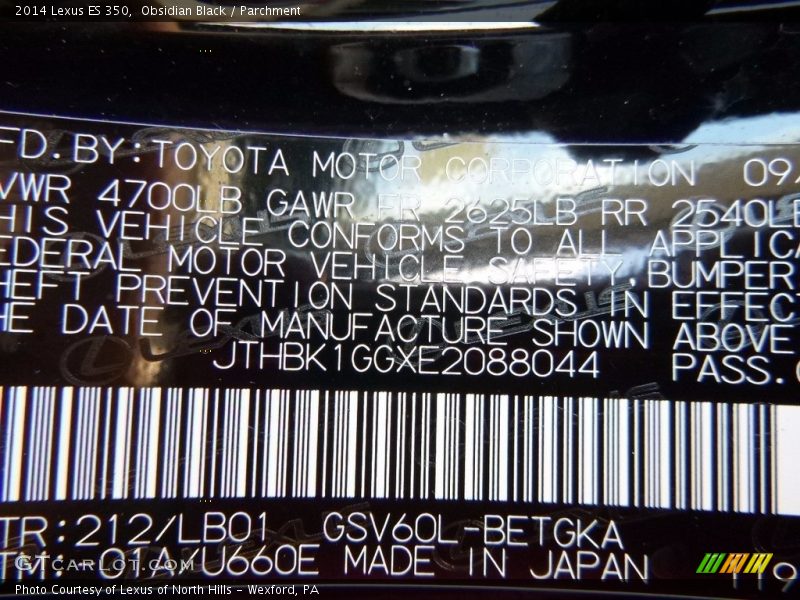 2014 Lexus ES 350,  Obsidian Black / Parchment
FD.BY:TOYOTA MOTOR CORPORATION 09/
VWR 4700LB GAWR FR 2625LB RR 2540LB
HIS VEHICLE CONFORMS TO ALL APPLICA
EDERAL MOTOR VEHICLE SAFETY,BUMPER
HEFT PREVENTION STANDARDS IN EFFECT
HE DATE OF MANUFACTURE SHOWN ABOVE
JTHBK1GGXE2088044 PASS.
TR:212/LB01 GSV60L-BETGKA
TM:-01A/U660E MADE IN JAPAN 119
GTcarlot.com
Photo Courtesy of Lexus of North Hills – Wexford, PA